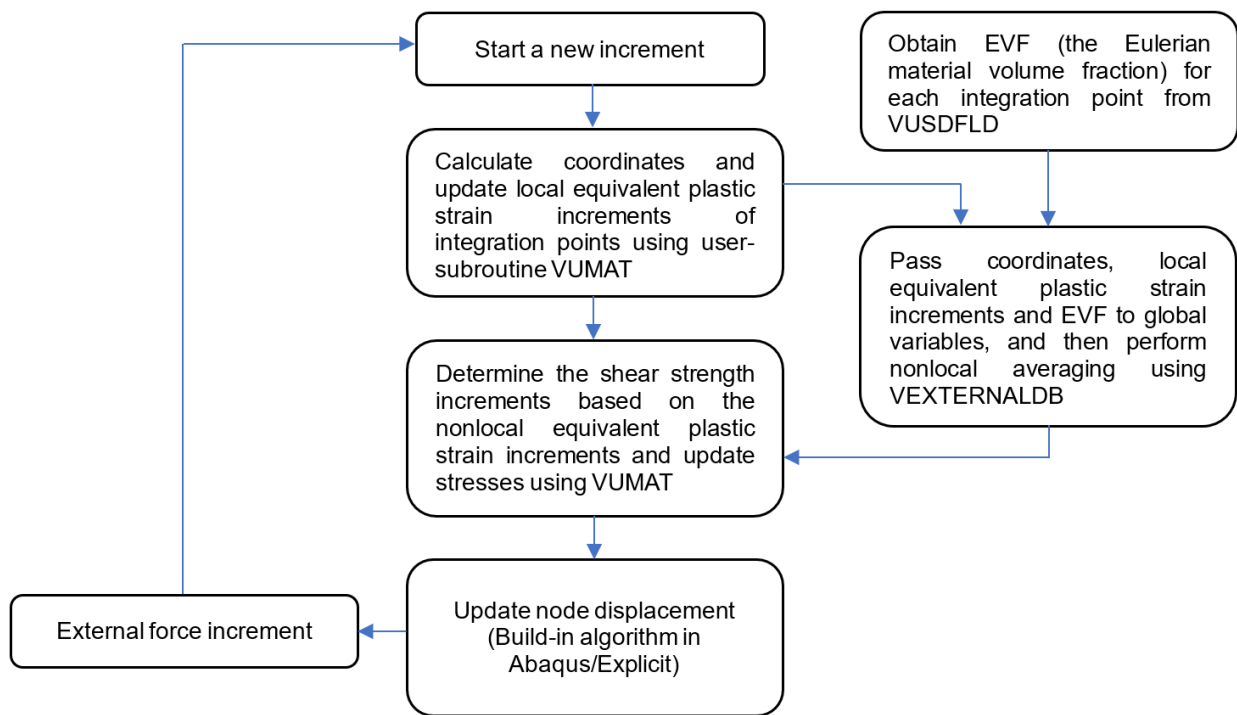 Start a new increment
Obtain EVF (the Eulerian
material volume fraction) for
each integration point from
VUSDFLD
Calculate coordinates and
update local equivalent plastic
strain increments of
integration points using user-
subroutine VUMAT
Pass coordinates, local
equivalent plastic strain
increments and EVF to global
variables, and then perform
nonlocal averaging using
VEXTERNALDB
Determine the shear strength
increments based on the
nonlocal equivalent plastic
strain increments and update
stresses using VUMAT
Update node displacement
(Build-in algorithm in
Abaqus/Explicit)
External force increment